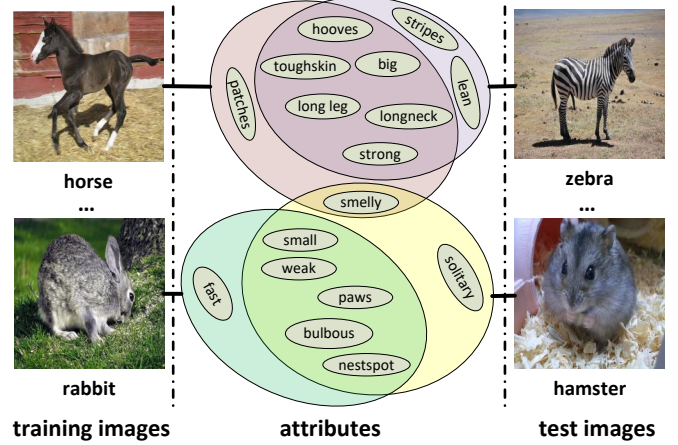 hooves
stripes
toughskin
big
lean
patches
long leg
longneck
strong
horse
...
zebra
...
smelly
small
weak
solitary
fast
paws
bulbous
nestspot
rabbit
hamster
training images
attributes
test images